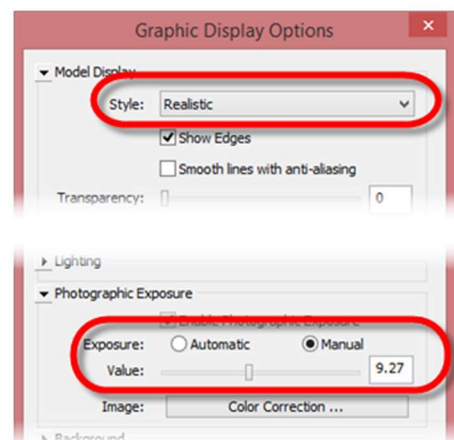 Graphic Display Options
Model Display
Style: Realistic
Show Edges
Smooth lines with anti-aliasing
Transparency: 0
Lighting
Photographic Exposure
Enable Photographic Exposure
Exposure: Automatic Manual
Value: 9.27
Image: Color Correction ...
Background